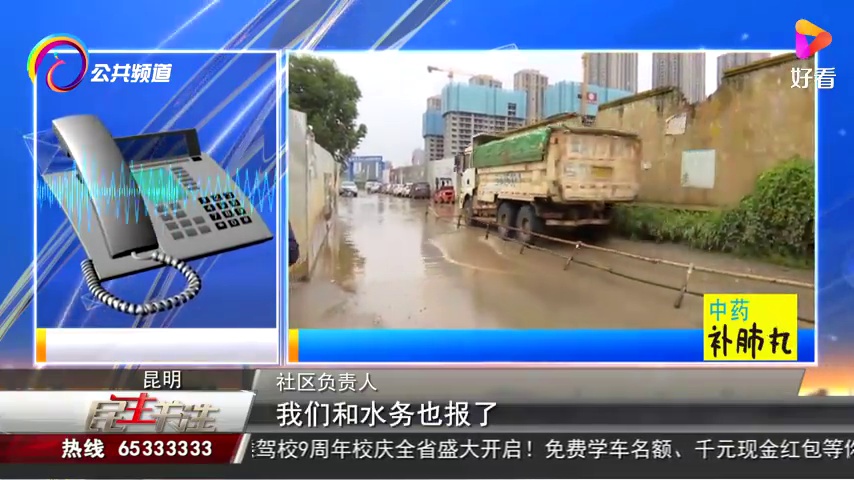 公共频道
好看
中药
补肺丸
昆明
社区负责人
民生关注
我们和水务也报了
热线 65333333
驾校9周年校庆全省盛大开启！免费学车名额、千元现金红包等你